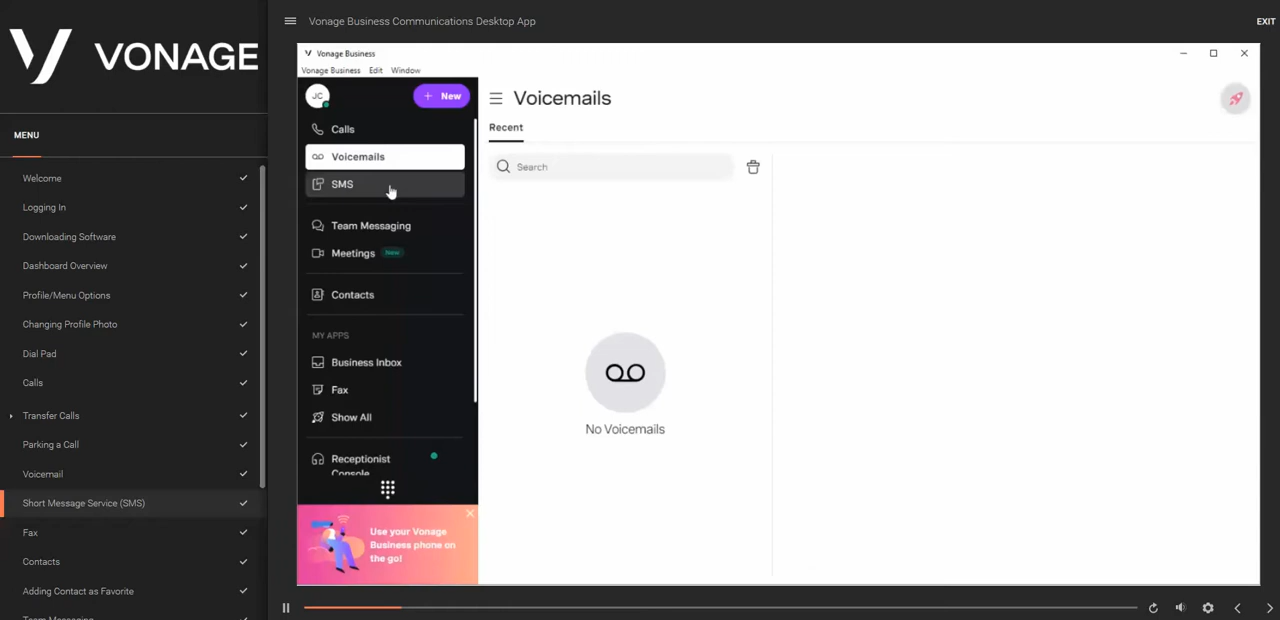 VONAGE
MENU
Welcome
Logging In
Downloading Software
Dashboard Overview
Profile/Menu Options
Changing Profile Photo
Dial Pad
Calls
Transfer Calls
Parking a Call
Voicemail
Short Message Service (SMS)
Fax
Contacts
Adding Contact as Favorite
Team Messaging
Vonage Business Communications Desktop App
EXIT
Vonage Business
Vonage Business Edit Window
JC
+ New
Calls
Voicemails
SMS
Team Messaging
Meetings New
Contacts
MY APPS
Business Inbox
Fax
Show All
Receptionist
Console
Use your Vonage
Business phone on
the go!
Voicemails
Recent
Search
No Voicemails